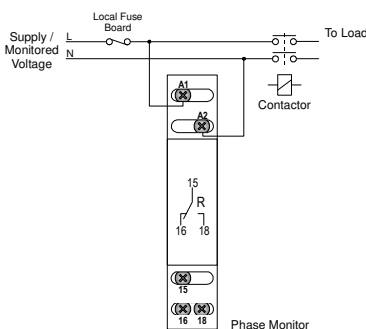 Local Fuse
Board
Supply /
Monitored
Voltage
L
N
To Load
A1
A2
Contactor
15
R
16 18
15
16 18
Phase Monitor